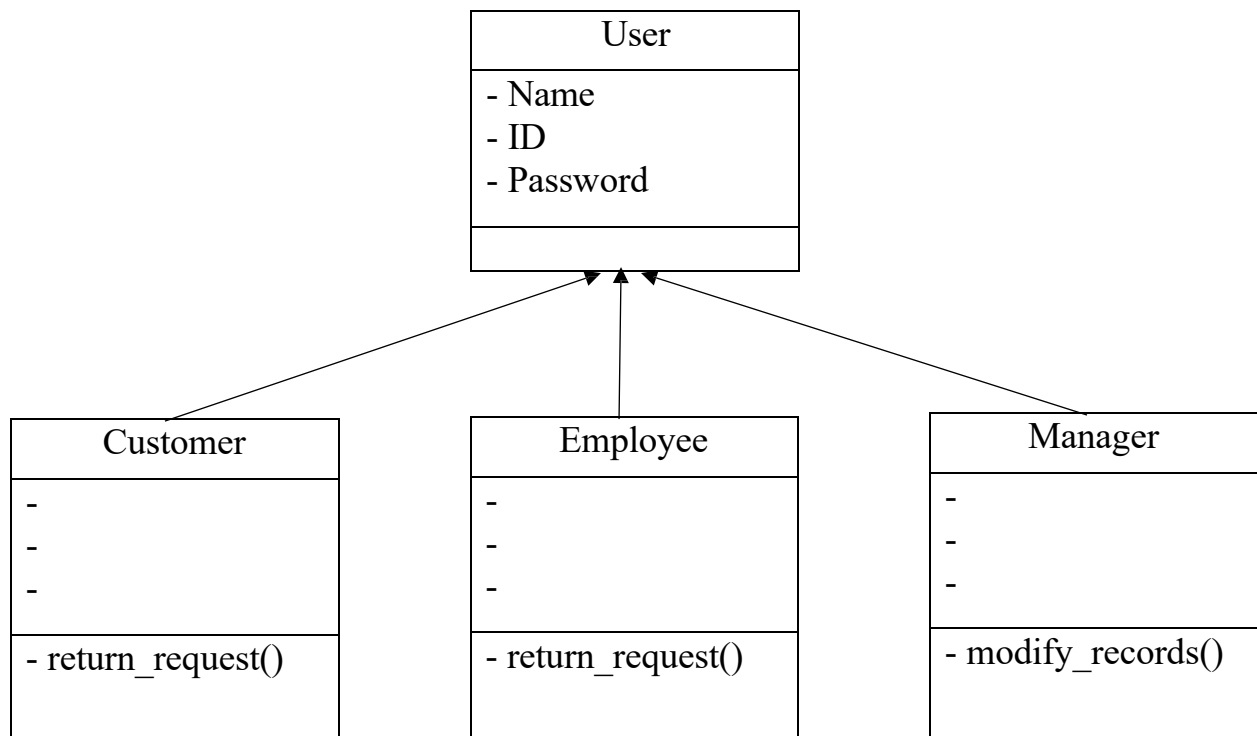 User
- Name
- ID
- Password
Customer
-
-
-
- return_request()
Employee
-
-
-
- return_request()
Manager
-
-
-
- modify_records()